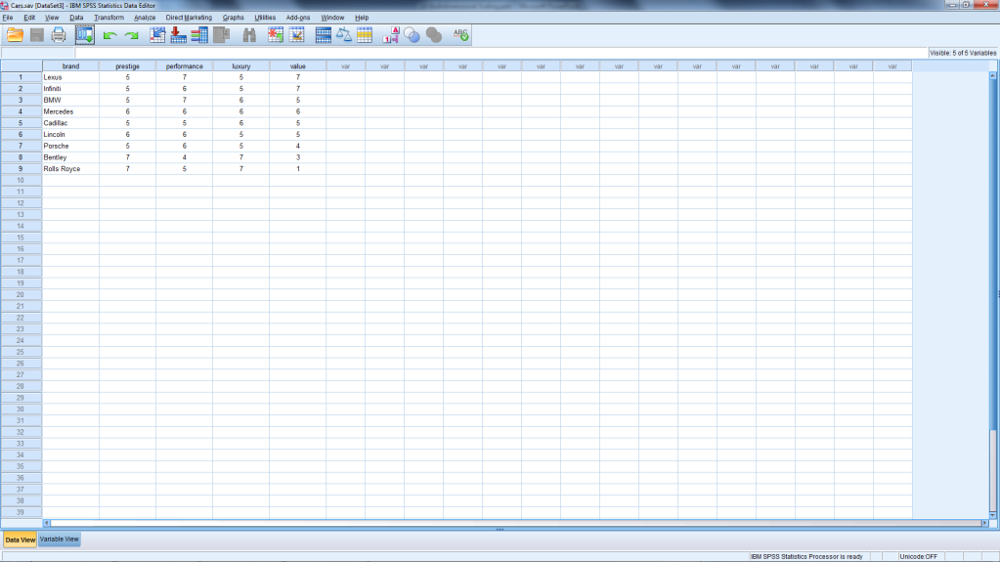 Cars.sav [DataSet3] - IBM SPSS Statistics Data Editor
File Edit View Data Transform Analyze Direct Marketing Graphs Utilities Add-ons Window Help
Visible: 5 of 5 Variables
brand prestige performance luxury value var var var var var var var var var var var var var var var
1 Lexus 5 7 5 7
2 Infiniti 5 6 5 7
3 BMW 5 7 6 5
4 Mercedes 6 6 6 6
5 Cadillac 5 5 6 5
6 Lincoln 6 6 5 5
7 Porsche 5 6 5 4
8 Bentley 7 4 7 3
9 Rolls Royce 7 5 7 1
10
11
12
13
14
15
16
17
18
19
20
21
22
23
24
25
26
27
28
29
30
31
32
33
34
35
36
37
38
39
Data View Variable View
IBM SPSS Statistics Processor is ready Unicode:OFF